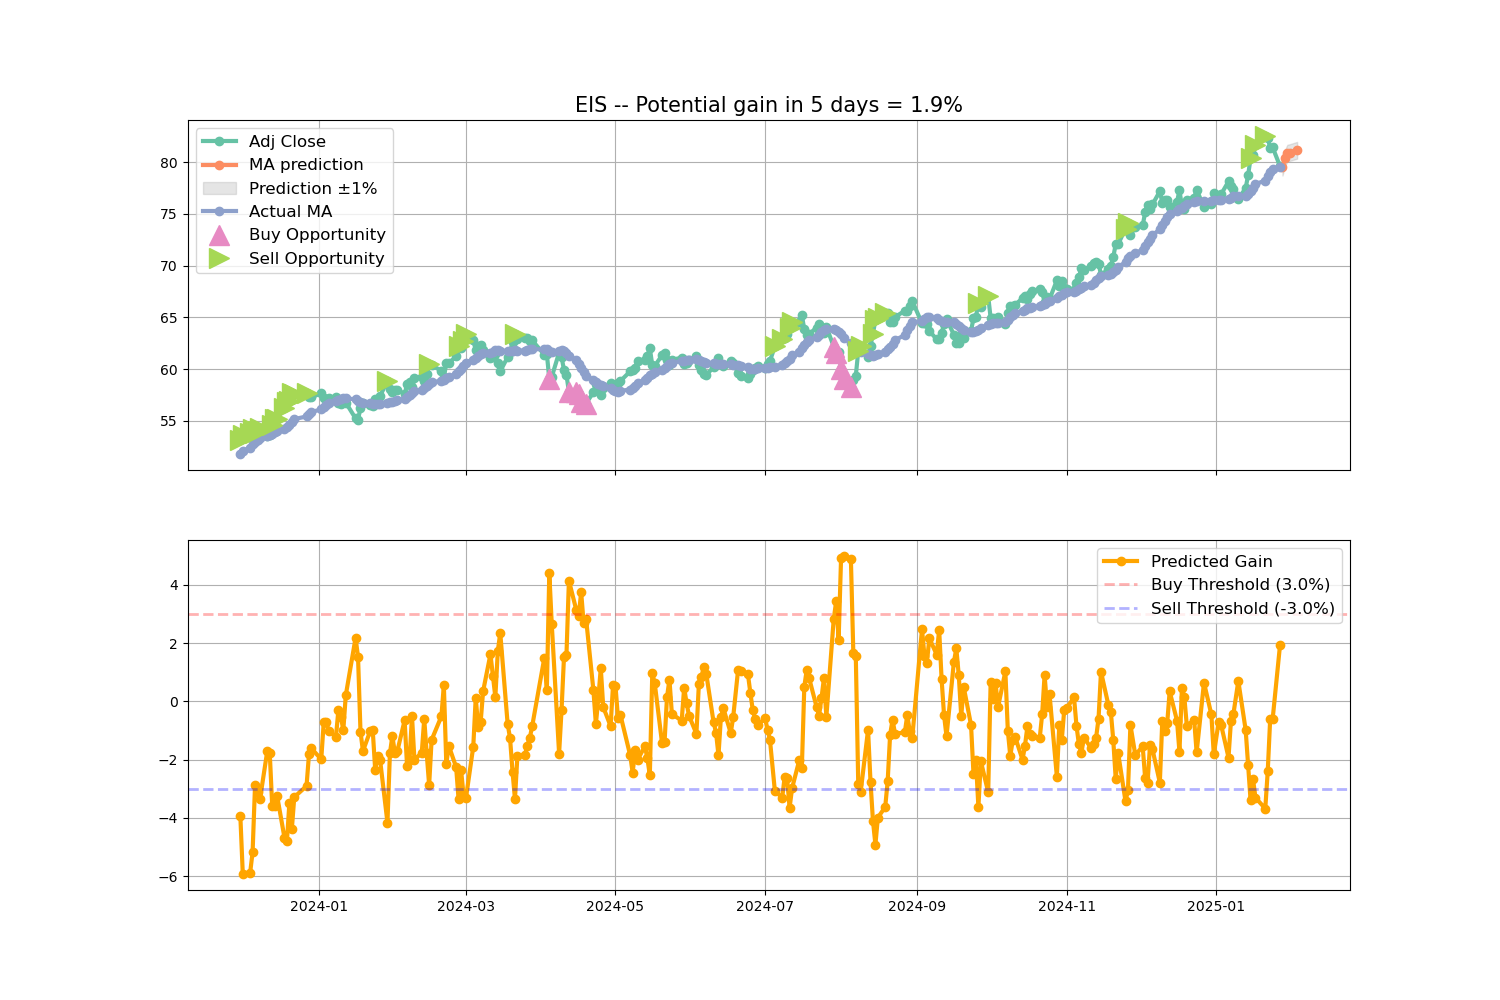 EIS -- Potential gain in 5 days = 1.9%
Adj Close
MA prediction
Prediction ±1%
Actual MA
Buy Opportunity
Sell Opportunity
80
75
70
65
60
55
Predicted Gain
Buy Threshold (3.0%)
Sell Threshold (-3.0%)
4
2
0
−2
−4
−6
2024-01 2024-03 2024-05 2024-07 2024-09 2024-11 2025-01